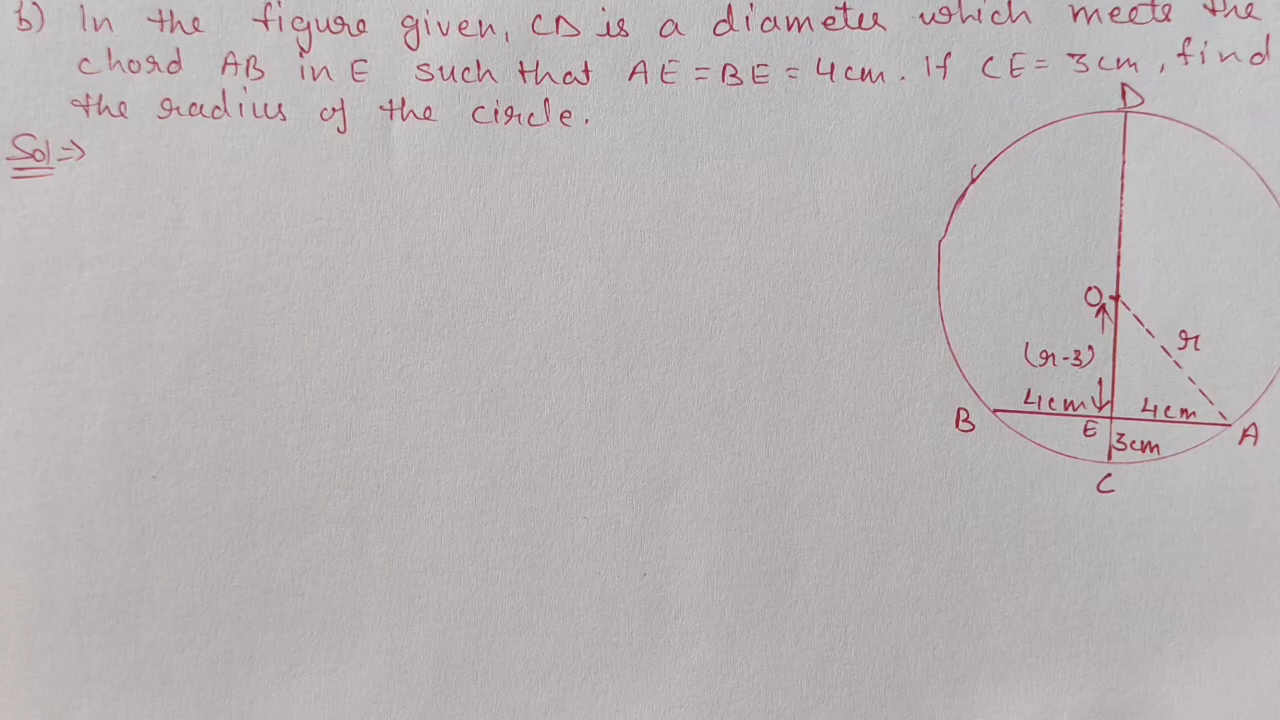 b) In the figure given, CD is a diameter which meets the
chord AB in E such that AE = BE = 4cm. If CE = 3cm, find
the radius of the circle.
Sol ⇒
D
O
r
(r-3)
4cm
4cm
B
E
3cm
A
C